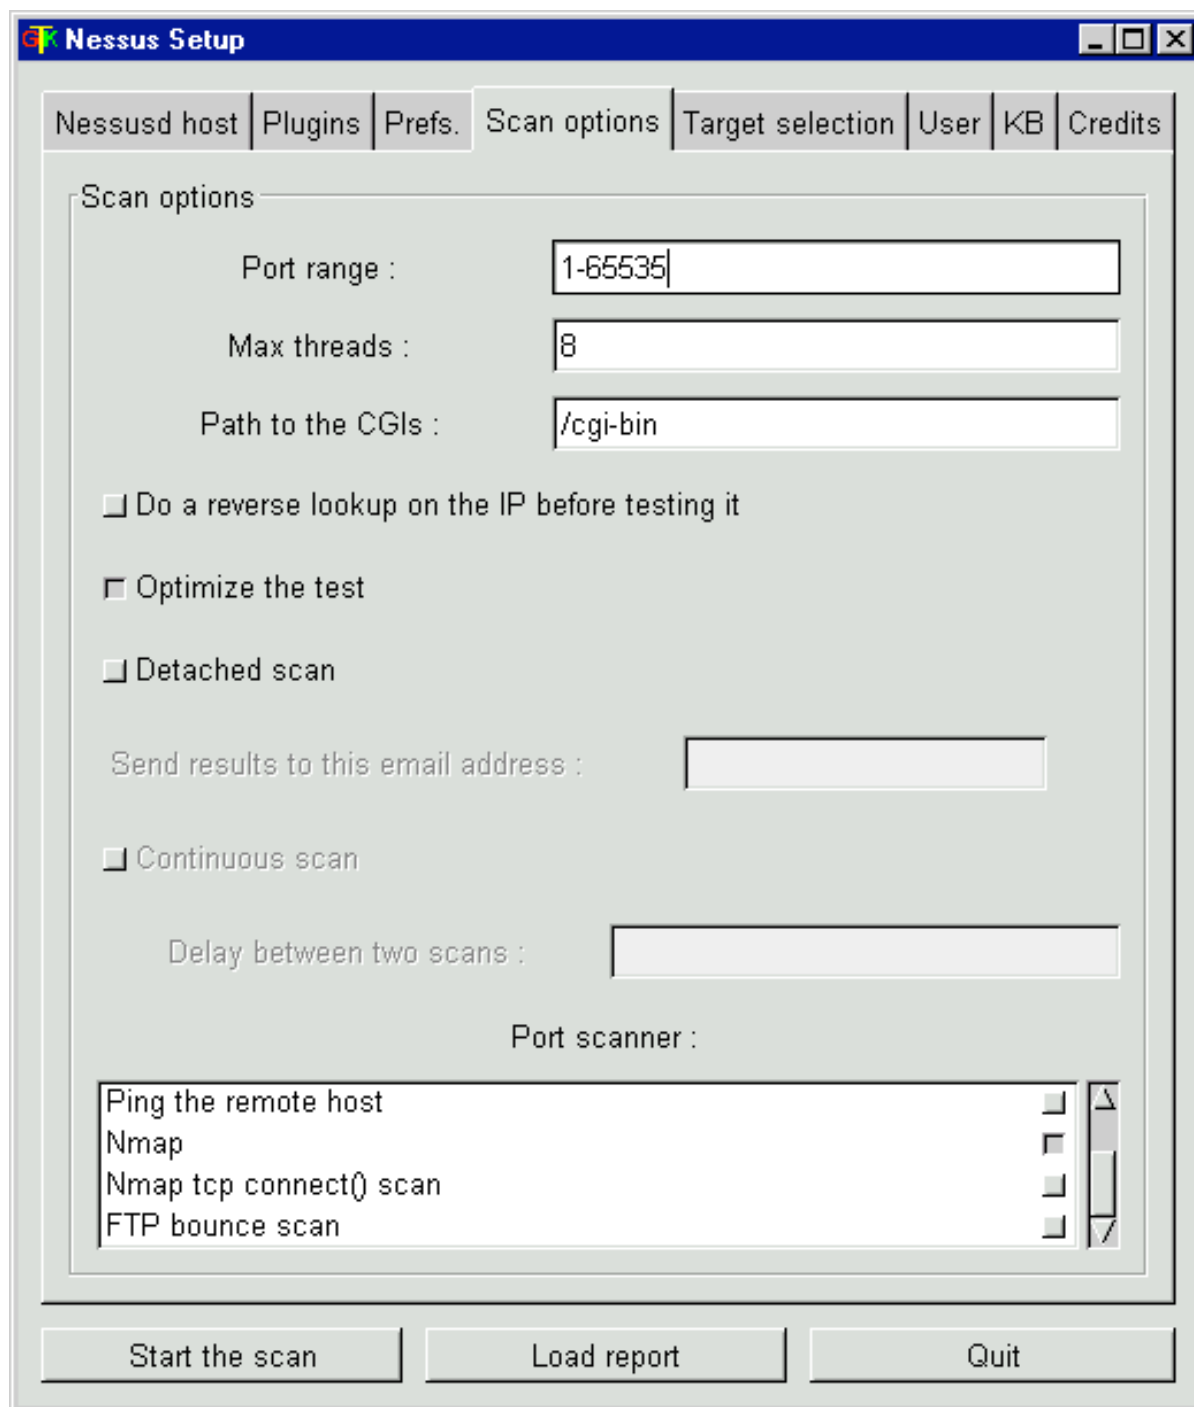 GTK Nessus Setup
Nessusd host Plugins Prefs. Scan options Target selection User KB Credits
Scan options
Port range : 1-65535
Max threads : 8
Path to the CGIs : /cgi-bin
Do a reverse lookup on the IP before testing it
Optimize the test
Detached scan
Send results to this email address :
Continuous scan
Delay between two scans :
Port scanner :
Ping the remote host
Nmap
Nmap tcp connect() scan
FTP bounce scan
Start the scan Load report Quit